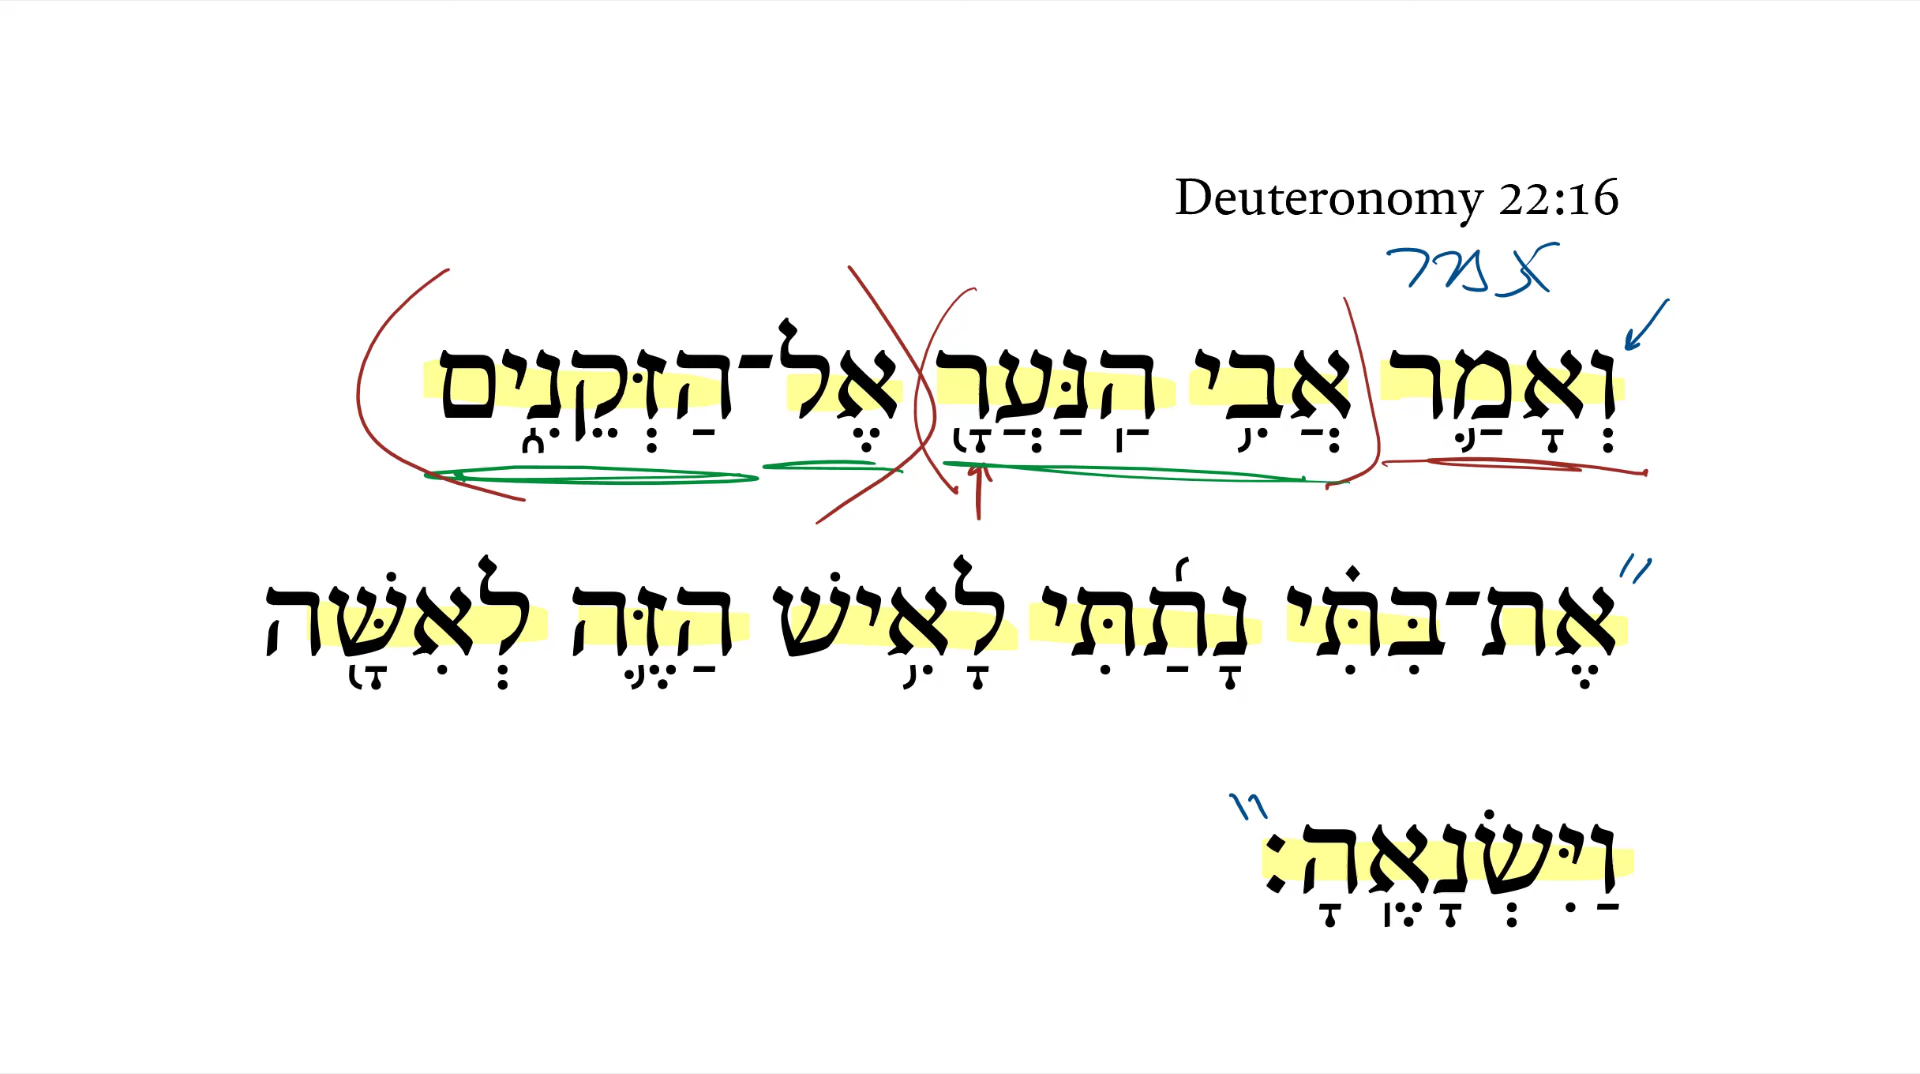 Deuteronomy 22:16
אמר
וְאָמַ֛ר אֲבִ֥י הַֽנַּעֲרָ֖ אֶל־הַזְּקֵנִ֑ים
"אֶת־בִּתִּ֗י נָתַ֜תִּי לָאִ֥ישׁ הַזֶּ֛ה לְאִשָּׁ֖ה
וַיִּשְׂנָאֶֽהָ׃"